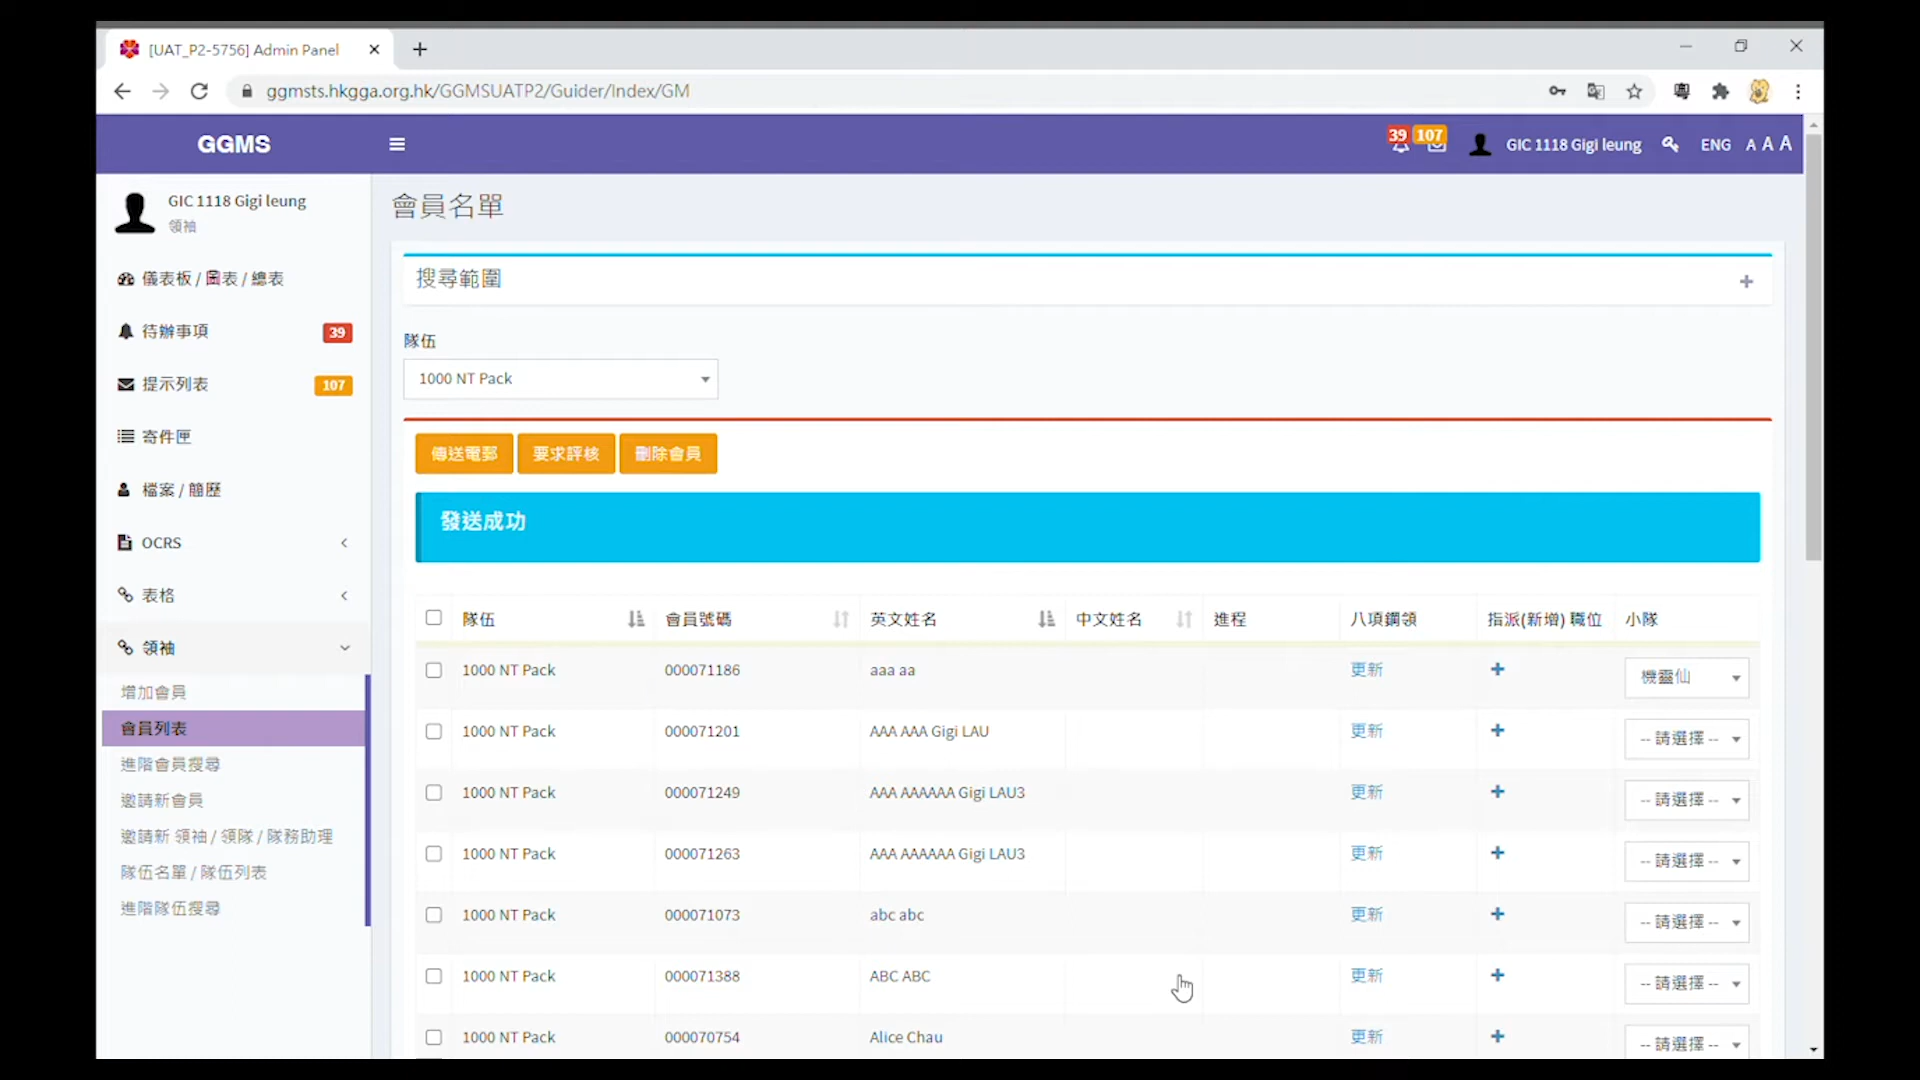 [UAT_P2-5756] Admin Panel
ggmsts.hkgga.org.hk/GGMSUATP2/Guider/Index/GM
GGMS
39 107 GIC 1118 Gigi leung ENG A A A
GIC 1118 Gigi leung
領袖
儀表板 / 圖表 / 總表
待辦事項 39
提示列表 107
寄件匣
檔案 / 簡歷
OCRS
表格
領袖
增加會員
會員列表
進階會員搜尋
邀請新會員
邀請新 領袖 / 領隊 / 隊務助理
隊伍名單 / 隊伍列表
進階隊伍搜尋
會員名單
搜尋範圍
隊伍
1000 NT Pack
傳送電郵 要求評核 刪除會員
發送成功
隊伍 會員號碼 英文姓名 中文姓名 進程 八項鋼領 指派(新增) 職位 小隊
1000 NT Pack 000071186 aaa aa 更新 機靈仙
1000 NT Pack 000071201 AAA AAA Gigi LAU 更新 -- 請選擇 --
1000 NT Pack 000071249 AAA AAAAAA Gigi LAU3 更新 -- 請選擇 --
1000 NT Pack 000071263 AAA AAAAAA Gigi LAU3 更新 -- 請選擇 --
1000 NT Pack 000071073 abc abc 更新 -- 請選擇 --
1000 NT Pack 000071388 ABC ABC 更新 -- 請選擇 --
1000 NT Pack 000070754 Alice Chau 更新 -- 請選擇 --